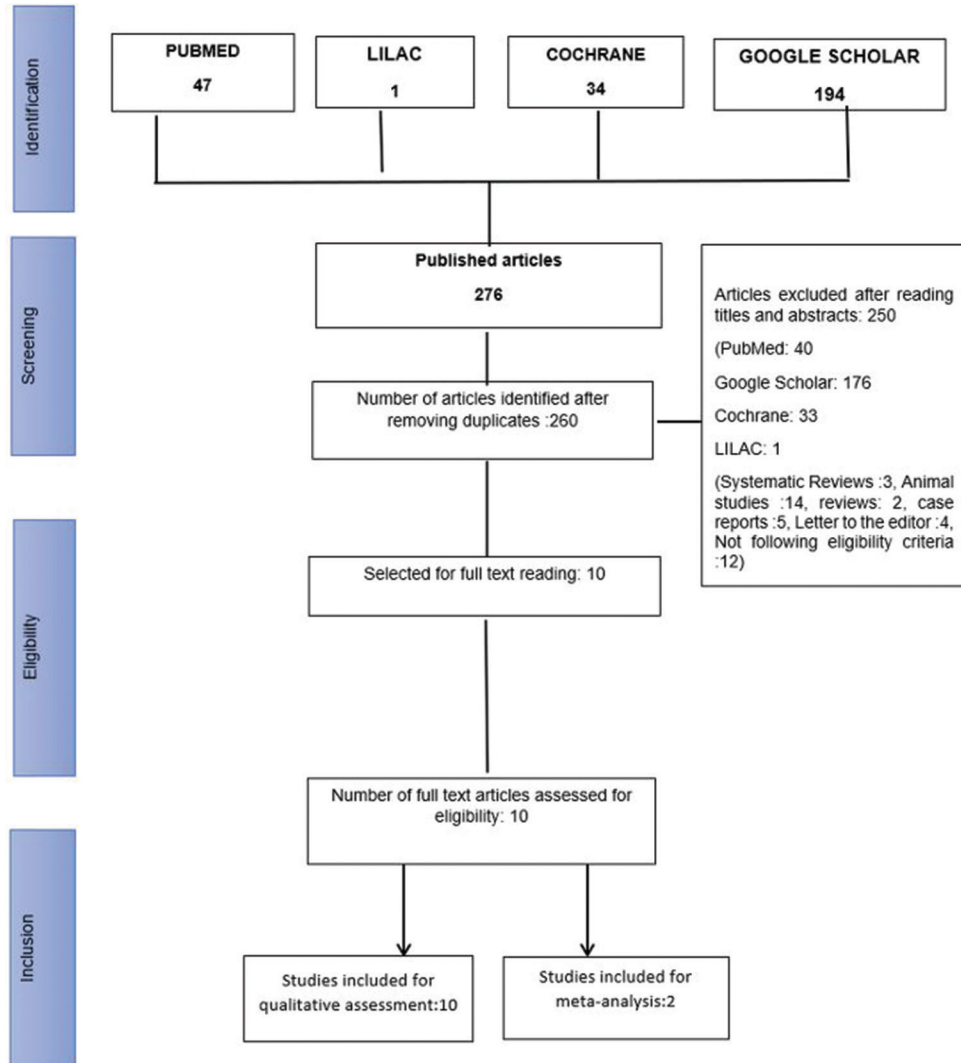 Identification
PUBMED
47
LILAC
1
COCHRANE
34
GOOGLE SCHOLAR
194
Screening
Published articles
276
Number of articles identified after
removing duplicates :260
Articles excluded after reading
titles and abstracts: 250
(PubMed: 40
Google Scholar: 176
Cochrane: 33
LILAC: 1
(Systematic Reviews :3, Animal
studies :14, reviews: 2, case
reports :5, Letter to the editor :4,
Not following eligibility criteria
:12)
Eligibility
Selected for full text reading: 10
Number of full text articles assessed for
eligibility: 10
Inclusion
Studies included for
qualitative assessment:10
Studies included for
meta-analysis:2